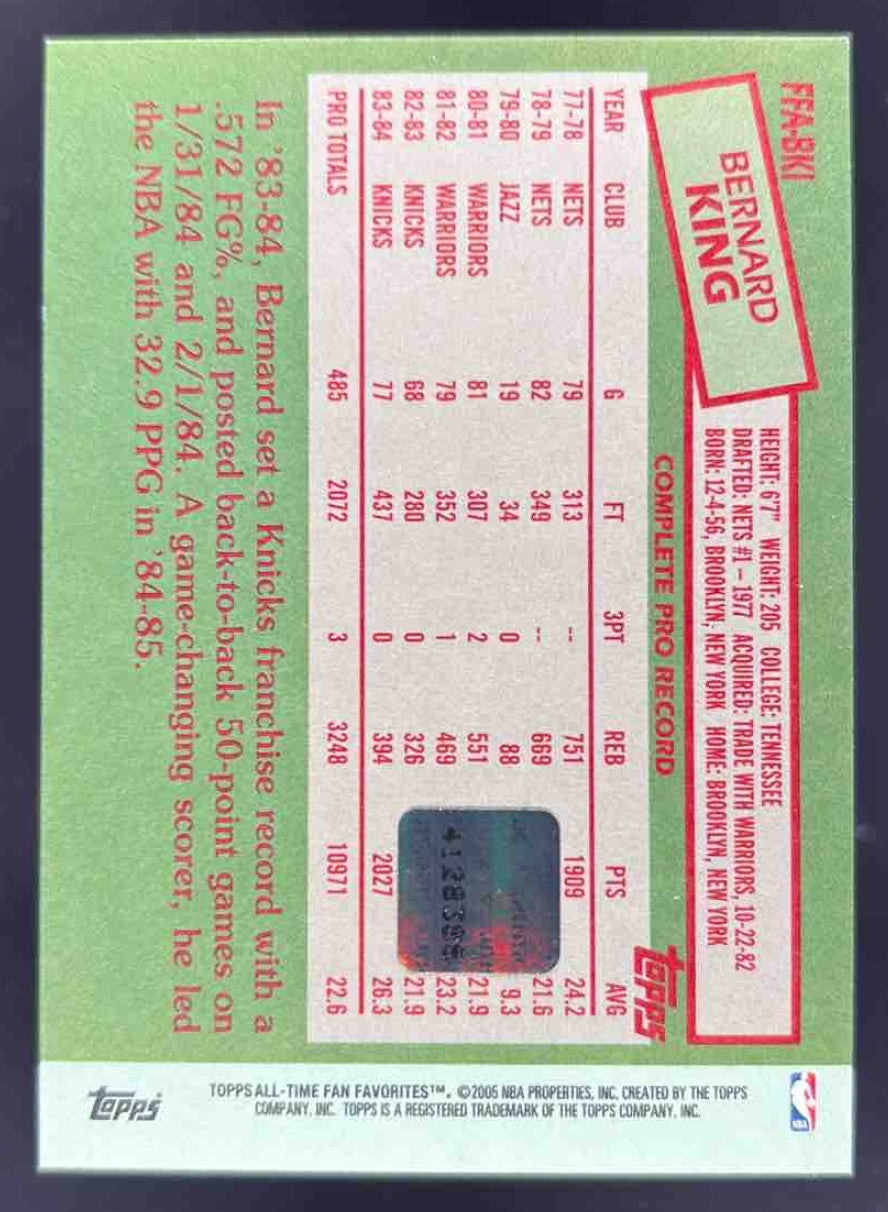 FFA-BKI
BERNARD
KING
HEIGHT: 6'7" WEIGHT: 205 COLLEGE: TENNESSEE
DRAFTED: NETS #1 – 1977 ACQUIRED: TRADE WITH WARRIORS, 10-22-82
BORN: 12-4-56, BROOKLYN, NEW YORK HOME: BROOKLYN, NEW YORK
COMPLETE PRO RECORD
topps
YEAR CLUB G FT 3PT REB PTS AVG
77-78 NETS 79 313 -- 751 1909 24.2
78-79 NETS 82 349 -- 669 21.6
79-80 JAZZ 19 34 0 88 9.3
80-81 WARRIORS 81 307 2 551 21.9
81-82 WARRIORS 79 352 1 469 23.2
82-83 KNICKS 68 280 0 326 21.9
83-84 KNICKS 77 437 0 394 2027 26.3
PRO TOTALS 485 2072 3 3248 10971 22.6
In '83-84, Bernard set a Knicks franchise record with a
.572 FG%, and posted back-to-back 50-point games on
1/31/84 and 2/1/84. A game-changing scorer, he led
the NBA with 32.9 PPG in '84-85.
NBA
TOPPS ALL-TIME FAN FAVORITES™. ©2005 NBA PROPERTIES, INC. CREATED BY THE TOPPS
COMPANY, INC. TOPPS IS A REGISTERED TRADEMARK OF THE TOPPS COMPANY, INC.
topps